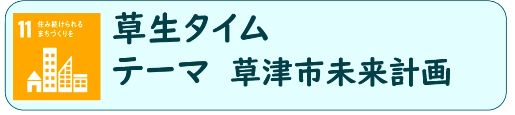 11 住み続けられる
まちづくりを
草生タイム
テーマ 草津市未来計画